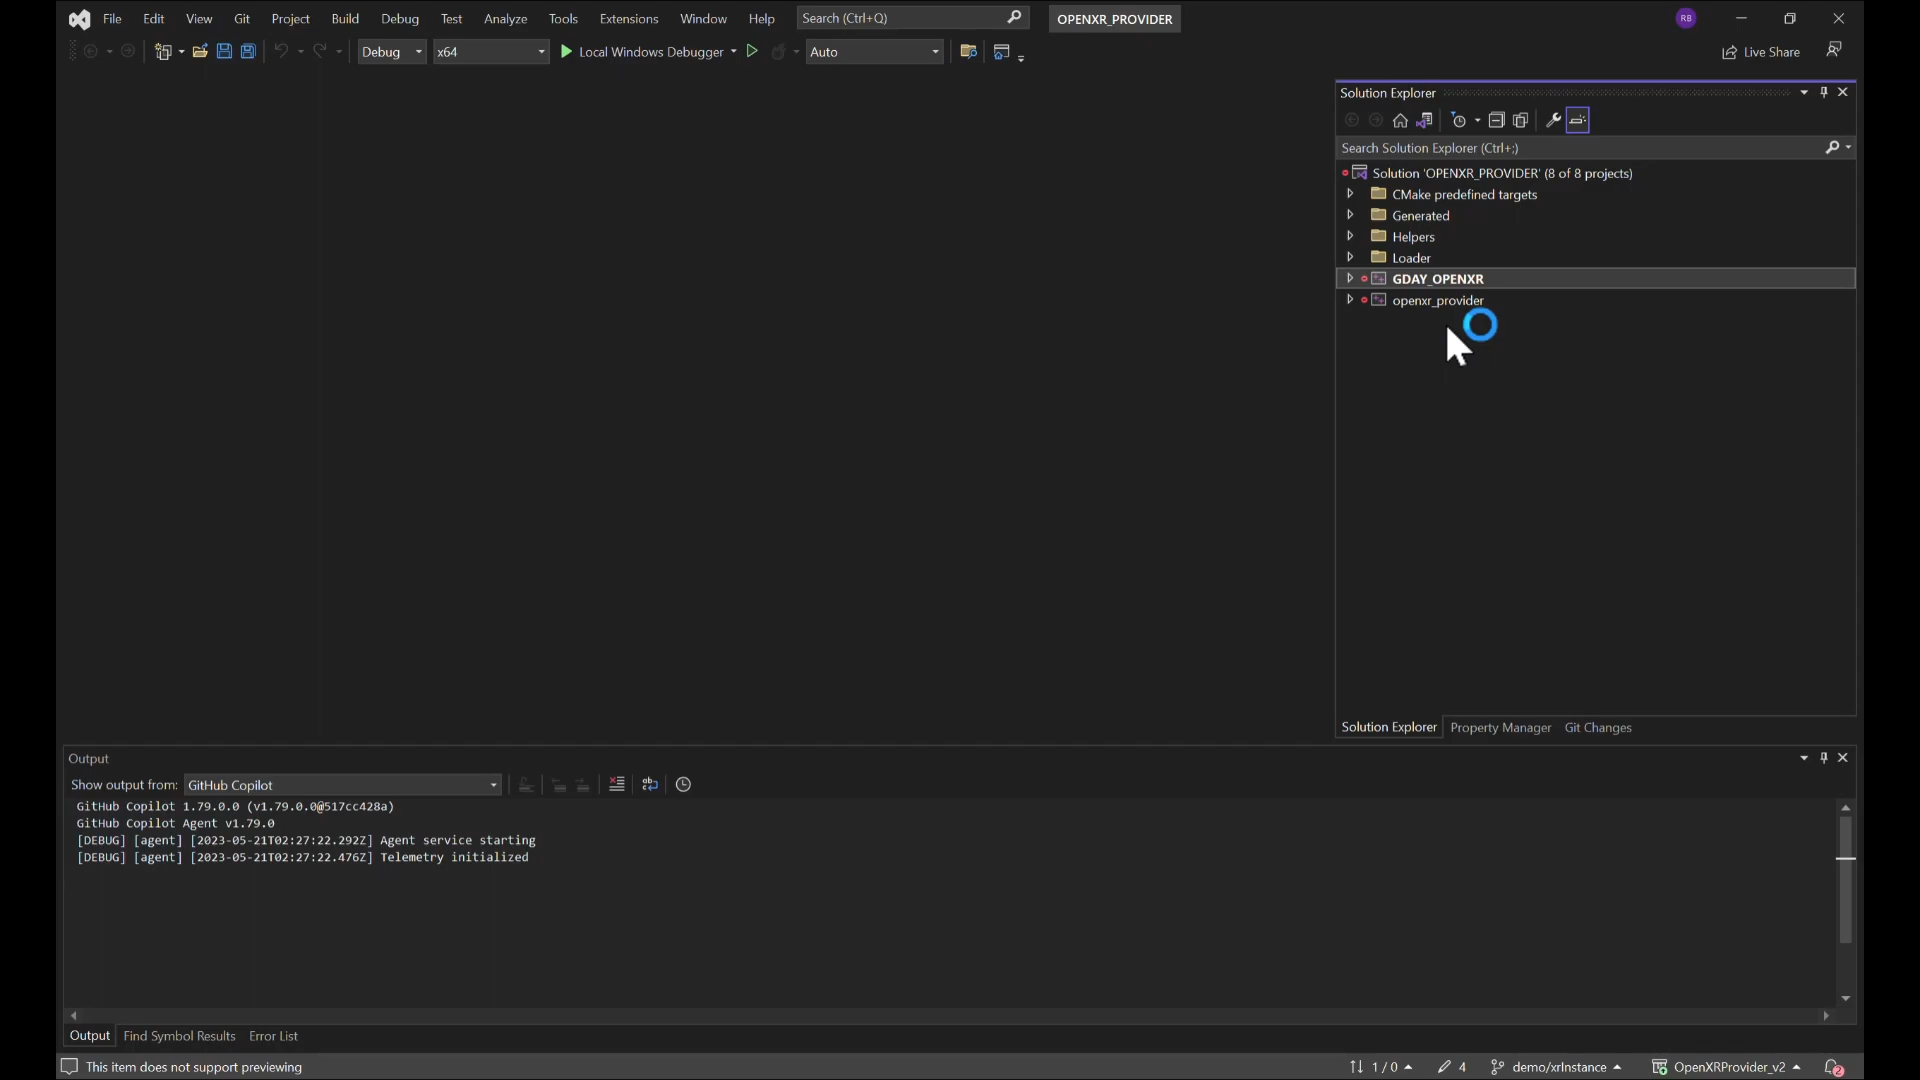 File Edit View Git Project Build Debug Test Analyze Tools Extensions Window Help Search (Ctrl+Q) OPENXR_PROVIDER RB
Debug x64 Local Windows Debugger Auto Live Share
Solution Explorer
Search Solution Explorer (Ctrl+;)
Solution 'OPENXR_PROVIDER' (8 of 8 projects)
CMake predefined targets
Generated
Helpers
Loader
GDAY_OPENXR
openxr_provider
Solution Explorer Property Manager Git Changes
Output
Show output from: GitHub Copilot
GitHub Copilot 1.79.0.0 (v1.79.0.0@517cc428a)
GitHub Copilot Agent v1.79.0
[DEBUG] [agent] [2023-05-21T02:27:22.292Z] Agent service starting
[DEBUG] [agent] [2023-05-21T02:27:22.476Z] Telemetry initialized
Output Find Symbol Results Error List
This item does not support previewing 1 / 0 4 demo/xrInstance OpenXRProvider_v2 2